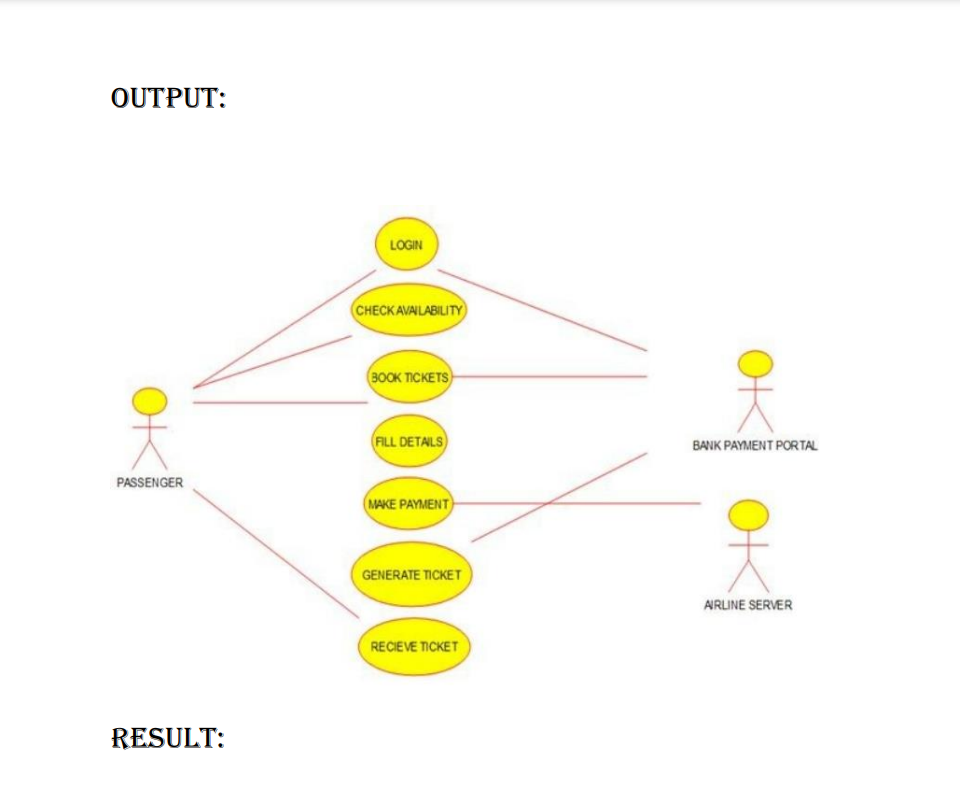 OUTPUT:
LOGIN
CHECK AVAILABILITY
BOOK TICKETS
FILL DETAILS
BANK PAYMENT PORTAL
PASSENGER
MAKE PAYMENT
GENERATE TICKET
AIRLINE SERVER
RECIEVE TICKET
RESULT: